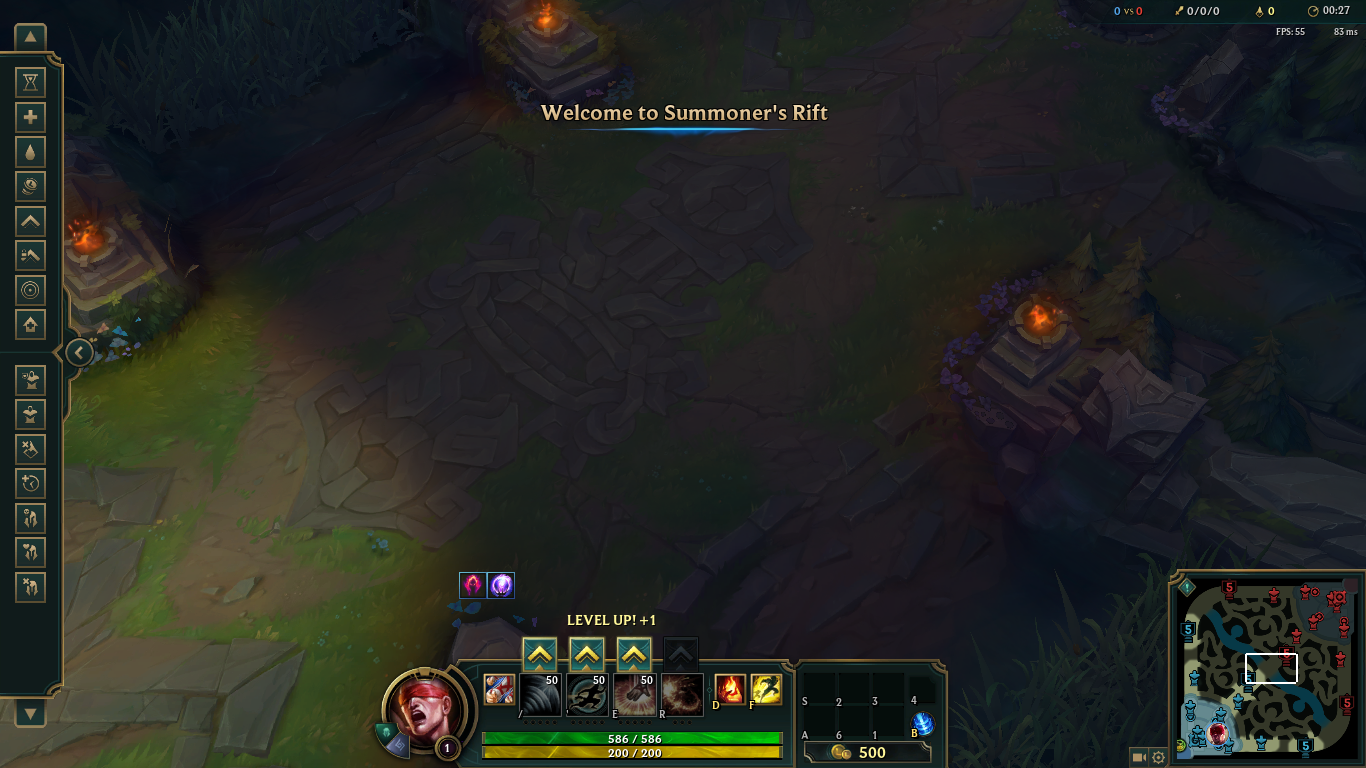 0 vs 0 0/0/0 0 00:27
FPS: 55 83 ms
Welcome to Summoner's Rift
LEVEL UP! +1
50 50 50
/ ' E R D F
S 2 3 4
A 6 1 B
1
586 / 586
200 / 200
500
5
5
5
5